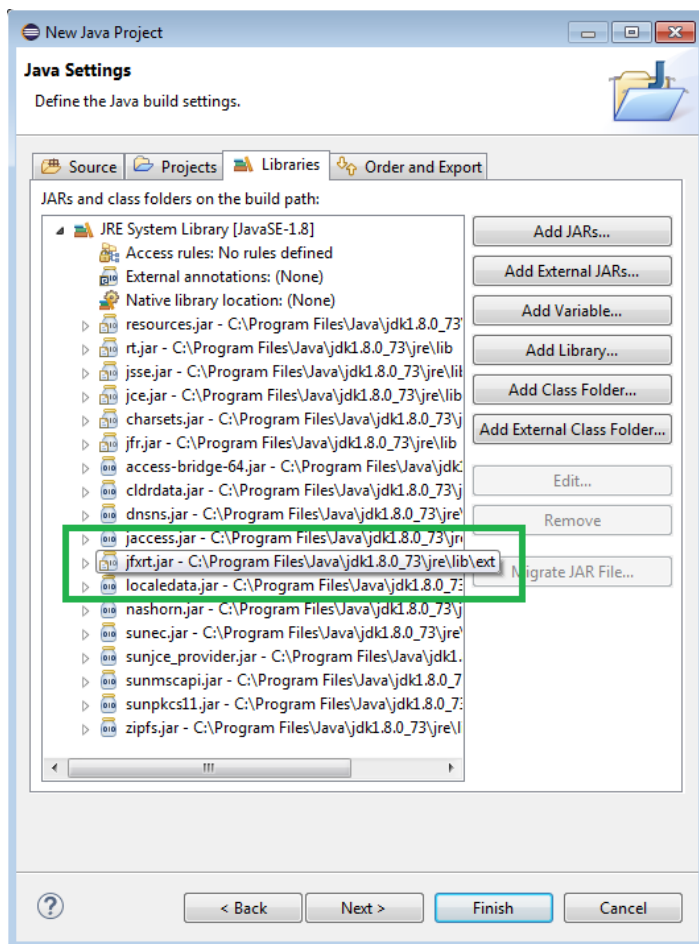 New Java Project
Java Settings
Define the Java build settings.
Source Projects Libraries Order and Export
JARs and class folders on the build path:
JRE System Library [JavaSE-1.8]
Access rules: No rules defined
External annotations: (None)
Native library location: (None)
resources.jar - C:\Program Files\Java\jdk1.8.0_73\
rt.jar - C:\Program Files\Java\jdk1.8.0_73\jre\lib
jsse.jar - C:\Program Files\Java\jdk1.8.0_73\jre\lib
jce.jar - C:\Program Files\Java\jdk1.8.0_73\jre\lib
charsets.jar - C:\Program Files\Java\jdk1.8.0_73\j
jfr.jar - C:\Program Files\Java\jdk1.8.0_73\jre\lib
access-bridge-64.jar - C:\Program Files\Java\jdk:
cldrdata.jar - C:\Program Files\Java\jdk1.8.0_73\j
dnsns.jar - C:\Program Files\Java\jdk1.8.0_73\jre\
jaccess.jar - C:\Program Files\Java\jdk1.8.0_73\jre
jfxrt.jar - C:\Program Files\Java\jdk1.8.0_73\jre\lib\ext
localedata.jar - C:\Program Files\Java\jdk1.8.0_73
nashorn.jar - C:\Program Files\Java\jdk1.8.0_73\j
sunec.jar - C:\Program Files\Java\jdk1.8.0_73\jre\
sunjce_provider.jar - C:\Program Files\Java\jdk1.
sunmscapi.jar - C:\Program Files\Java\jdk1.8.0_7
sunpkcs11.jar - C:\Program Files\Java\jdk1.8.0_73
zipfs.jar - C:\Program Files\Java\jdk1.8.0_73\jre\l
Add JARs...
Add External JARs...
Add Variable...
Add Library...
Add Class Folder...
Add External Class Folder...
Edit...
Remove
Migrate JAR File...
? < Back Next > Finish Cancel